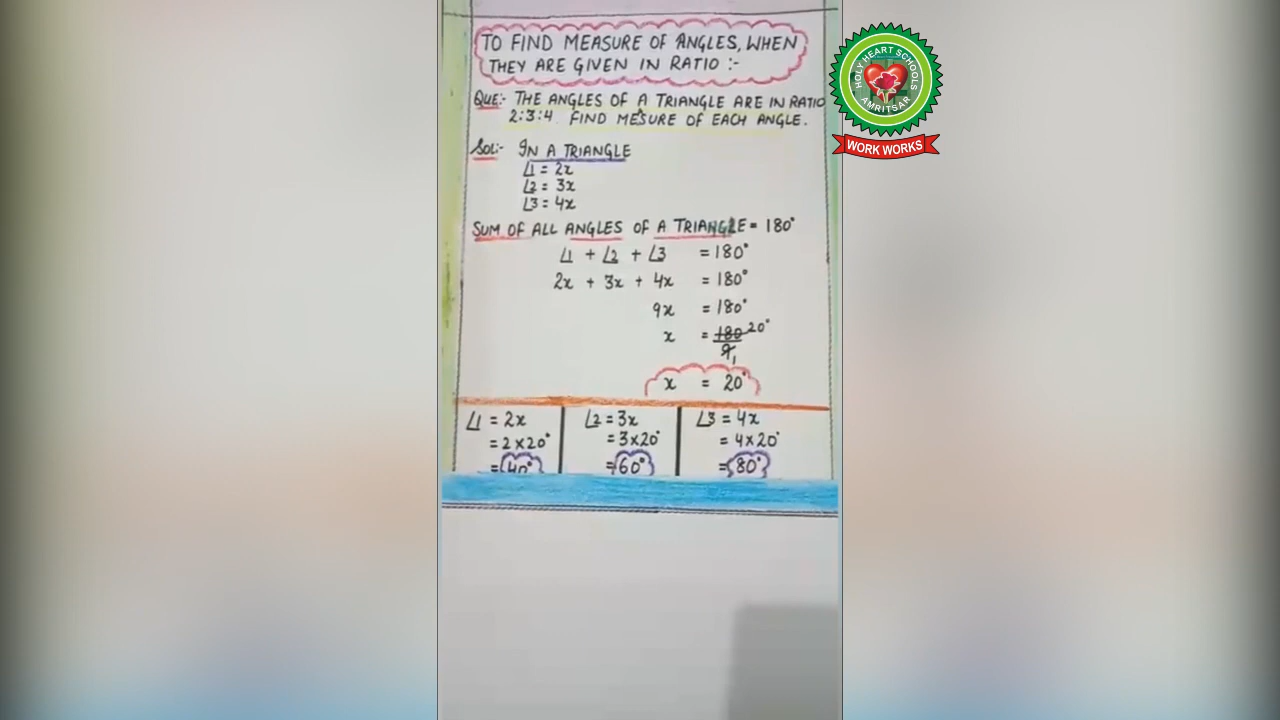 TO FIND MEASURE OF ANGLES, WHEN
THEY ARE GIVEN IN RATIO :-
QUE:- THE ANGLES OF A TRIANGLE ARE IN RATIO
2:3:4. FIND MESURE OF EACH ANGLE.
SOL:- IN A TRIANGLE
∠1 = 2x
∠2 = 3x
∠3 = 4x
SUM OF ALL ANGLES OF A TRIANGLE = 180°
∠1 + ∠2 + ∠3 = 180°
2x + 3x + 4x = 180°
9x = 180°
x = 180/9 20° 1
x = 20°
∠1 = 2x
= 2×20°
= 40°
∠2 = 3x
= 3×20°
= 60°
∠3 = 4x
= 4×20°
= 80°
HOLY HEART SCHOOLS
AMRITSAR
WORK WORKS